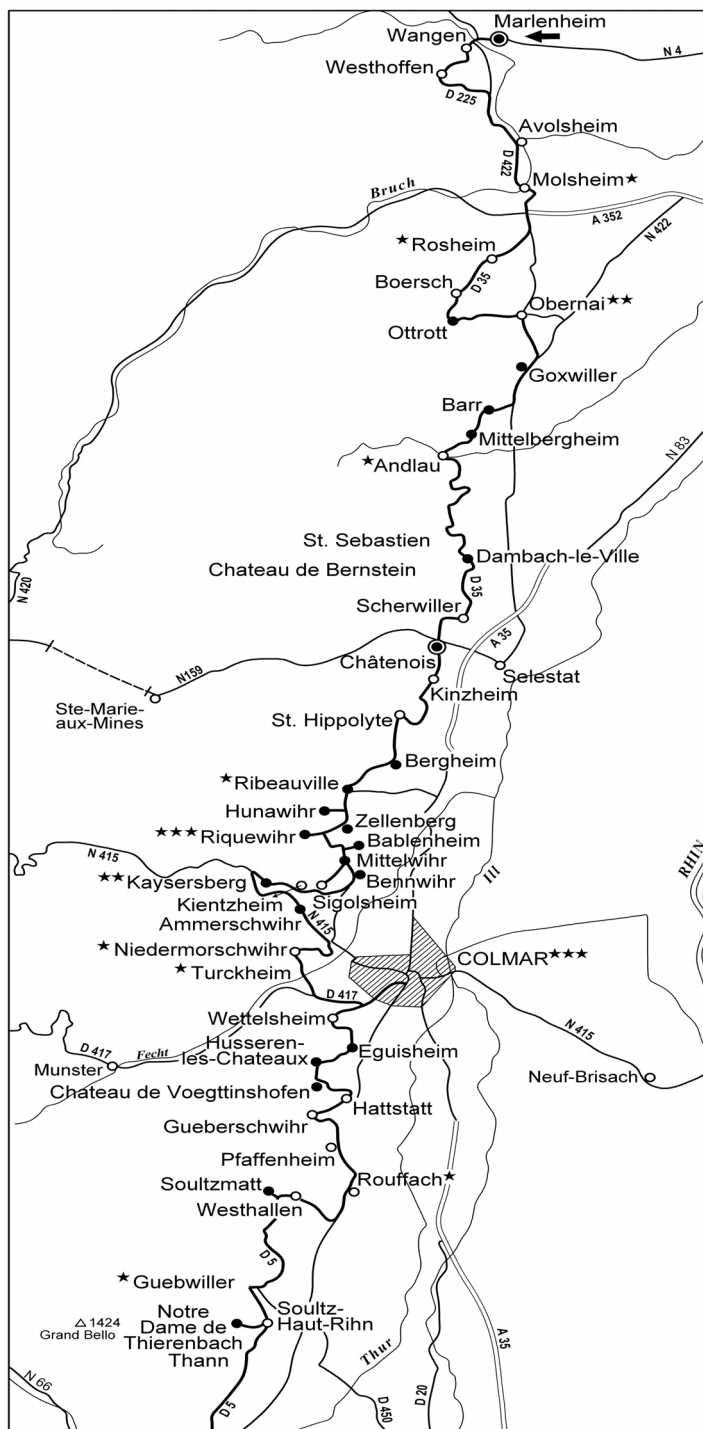 Marlenheim
Wangen
N 4
Westhoffen
D 225
Avolsheim
D 422
Molsheim★
Bruch
A 352
N 422
★Rosheim
Boersch
D 35
Obernai★★
Ottrott
Goxwiller
Barr
Mittelbergheim
★Andlau
N 83
St. Sebastien
Dambach-le-Ville
Chateau de Bernstein
D 35
N 420
Scherwiller
A 35
Châtenois
N159
Selestat
Kinzheim
Ste-Marie-
aux-Mines
St. Hippolyte
Bergheim
★Ribeauville
Hunawihr
Zellenberg
★★★Riquewihr
Bablenheim
N 415
Mittelwihr
★★Kaysersberg
Bennwihr
Ill
RHIN
Kientzheim
Sigolsheim
Ammerschwihr
N 415
★Niedermorschwihr
COLMAR★★★
★Turckheim
D 417
Wettelsheim
N 415
D 417
Fecht
Husseren-
les-Chateaux
Eguisheim
Munster
Neuf-Brisach
Chateau de Voegttinshofen
Hattstatt
Gueberschwihr
Pfaffenheim
Soultzmatt
Rouffach★
Westhallen
D 5
★Guebwiller
△ 1424
Grand Bello
Notre
Dame de
Thierenbach
Thann
Soultz-
Haut-Rihn
Thur
A 35
N 66
D 5
D 450
D 20